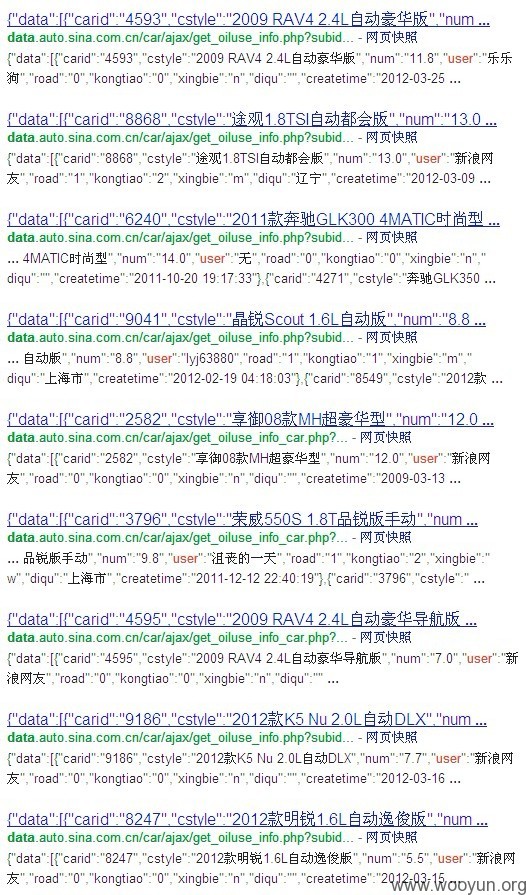 {"data":[{"carid":"4593","cstyle":"2009 RAV4 2.4L自动豪华版","num ...
data.auto.sina.com.cn/car/ajax/get_oiluse_info.php?subid... - 网页快照
{"data":[{"carid":"4593","cstyle":"2009 RAV4 2.4L自动豪华版","num":"11.8","user":"乐乐
狗","road":"0","kongtiao":"0","xingbie":"n","diqu":"","createtime":"2012-03-25 ...
{"data":[{"carid":"8868","cstyle":"途观1.8TSI自动都会版","num":"13.0 ...
data.auto.sina.com.cn/car/ajax/get_oiluse_info.php?subid... - 网页快照
{"data":[{"carid":"8868","cstyle":"途观1.8TSI自动都会版","num":"13.0","user":"新浪网
友","road":"1","kongtiao":"2","xingbie":"m","diqu":"辽宁","createtime":"2012-03-09 ...
{"data":[{"carid":"6240","cstyle":"2011款奔驰GLK300 4MATIC时尚型 ...
data.auto.sina.com.cn/car/ajax/get_oiluse_info.php?subid... - 网页快照
... 4MATIC时尚型","num":"14.0","user":"无","road":"0","kongtiao":"0","xingbie":"n","
diqu":"","createtime":"2011-10-20 19:17:33"},{"carid":"4271","cstyle":"奔驰GLK350 ...
{"data":[{"carid":"9041","cstyle":"晶锐Scout 1.6L自动版","num":"8.8 ...
data.auto.sina.com.cn/car/ajax/get_oiluse_info.php?subid... - 网页快照
... 自动版","num":"8.8","user":"lyj63880","road":"1","kongtiao":"1","xingbie":"m","
diqu":"上海市","createtime":"2012-02-19 04:18:03"},{"carid":"8549","cstyle":"2012款 ...
{"data":[{"carid":"2582","cstyle":"享御08款MH超豪华型","num":"12.0 ...
data.auto.sina.com.cn/car/ajax/get_oiluse_info_car.php?... - 网页快照
{"data":[{"carid":"2582","cstyle":"享御08款MH超豪华型","num":"12.0","user":"新浪网
友","road":"0","kongtiao":"0","xingbie":"n","diqu":"","createtime":"2009-03-13 ...
{"data":[{"carid":"3796","cstyle":"荣威550S 1.8T品锐版手动","num ...
data.auto.sina.com.cn/car/ajax/get_oiluse_info_car.php?... - 网页快照
... 品锐版手动","num":"9.8","user":"沮丧的一天","road":"1","kongtiao":"2","xingbie":"
w","diqu":"上海市","createtime":"2011-12-12 22:40:19"},{"carid":"3796","cstyle":" ...
{"data":[{"carid":"4595","cstyle":"2009 RAV4 2.4L自动豪华导航版 ...
data.auto.sina.com.cn/car/ajax/get_oiluse_info_car.php?... - 网页快照
{"data":[{"carid":"4595","cstyle":"2009 RAV4 2.4L自动豪华导航版","num":"7.0","user":"新
浪网友","road":"0","kongtiao":"0","xingbie":"n","diqu":"" ...
{"data":[{"carid":"9186","cstyle":"2012款K5 Nu 2.0L自动DLX","num ...
data.auto.sina.com.cn/car/ajax/get_oiluse_info.php?subid... - 网页快照
{"data":[{"carid":"9186","cstyle":"2012款K5 Nu 2.0L自动DLX","num":"7.7","user":"新浪网
友","road":"0","kongtiao":"0","xingbie":"n","diqu":"","createtime":"2012-03-16 ...
{"data":[{"carid":"8247","cstyle":"2012款明锐1.6L自动逸俊版","num ...
data.auto.sina.com.cn/car/ajax/get_oiluse_info.php?subid... - 网页快照
{"data":[{"carid":"8247","cstyle":"2012款明锐1.6L自动逸俊版","num":"5.5","user":"新浪网
友","road":"0","kongtiao":"0","xingbie":"n","diqu":"","createtime":"2012-03-15 ...
www.wooyun.org